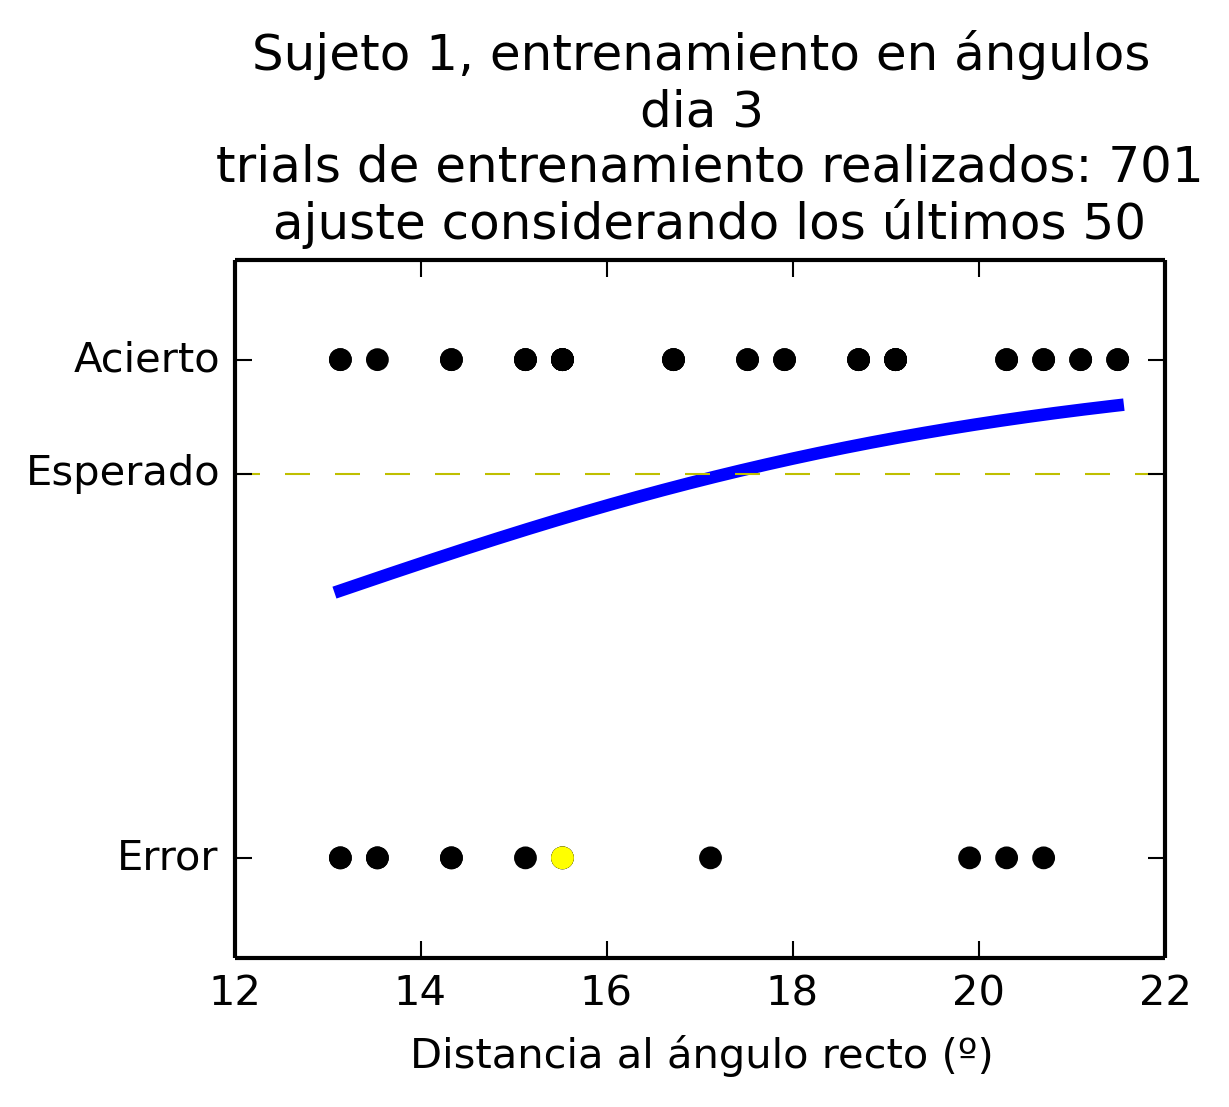 Sujeto 1, entrenamiento en ángulos
dia 3
trials de entrenamiento realizados: 701
ajuste considerando los últimos 50
Acierto
Esperado
Error
12 14 16 18 20 22
Distancia al ángulo recto (º)